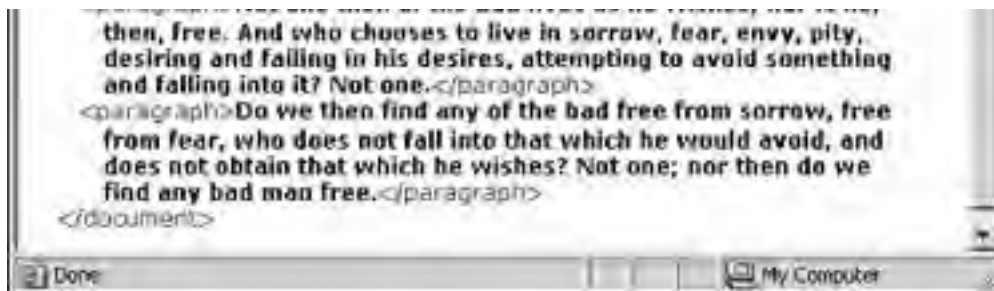 then, free. And who chooses to live in sorrow, fear, envy, pity,
desiring and failing in his desires, attempting to avoid something
and falling into it? Not one.</paragraph>
<paragraph>Do we then find any of the bad free from sorrow, free
from fear, who does not fall into that which he would avoid, and
does not obtain that which he wishes? Not one; nor then do we
find any bad man free.</paragraph>
</document>
Done
My Computer